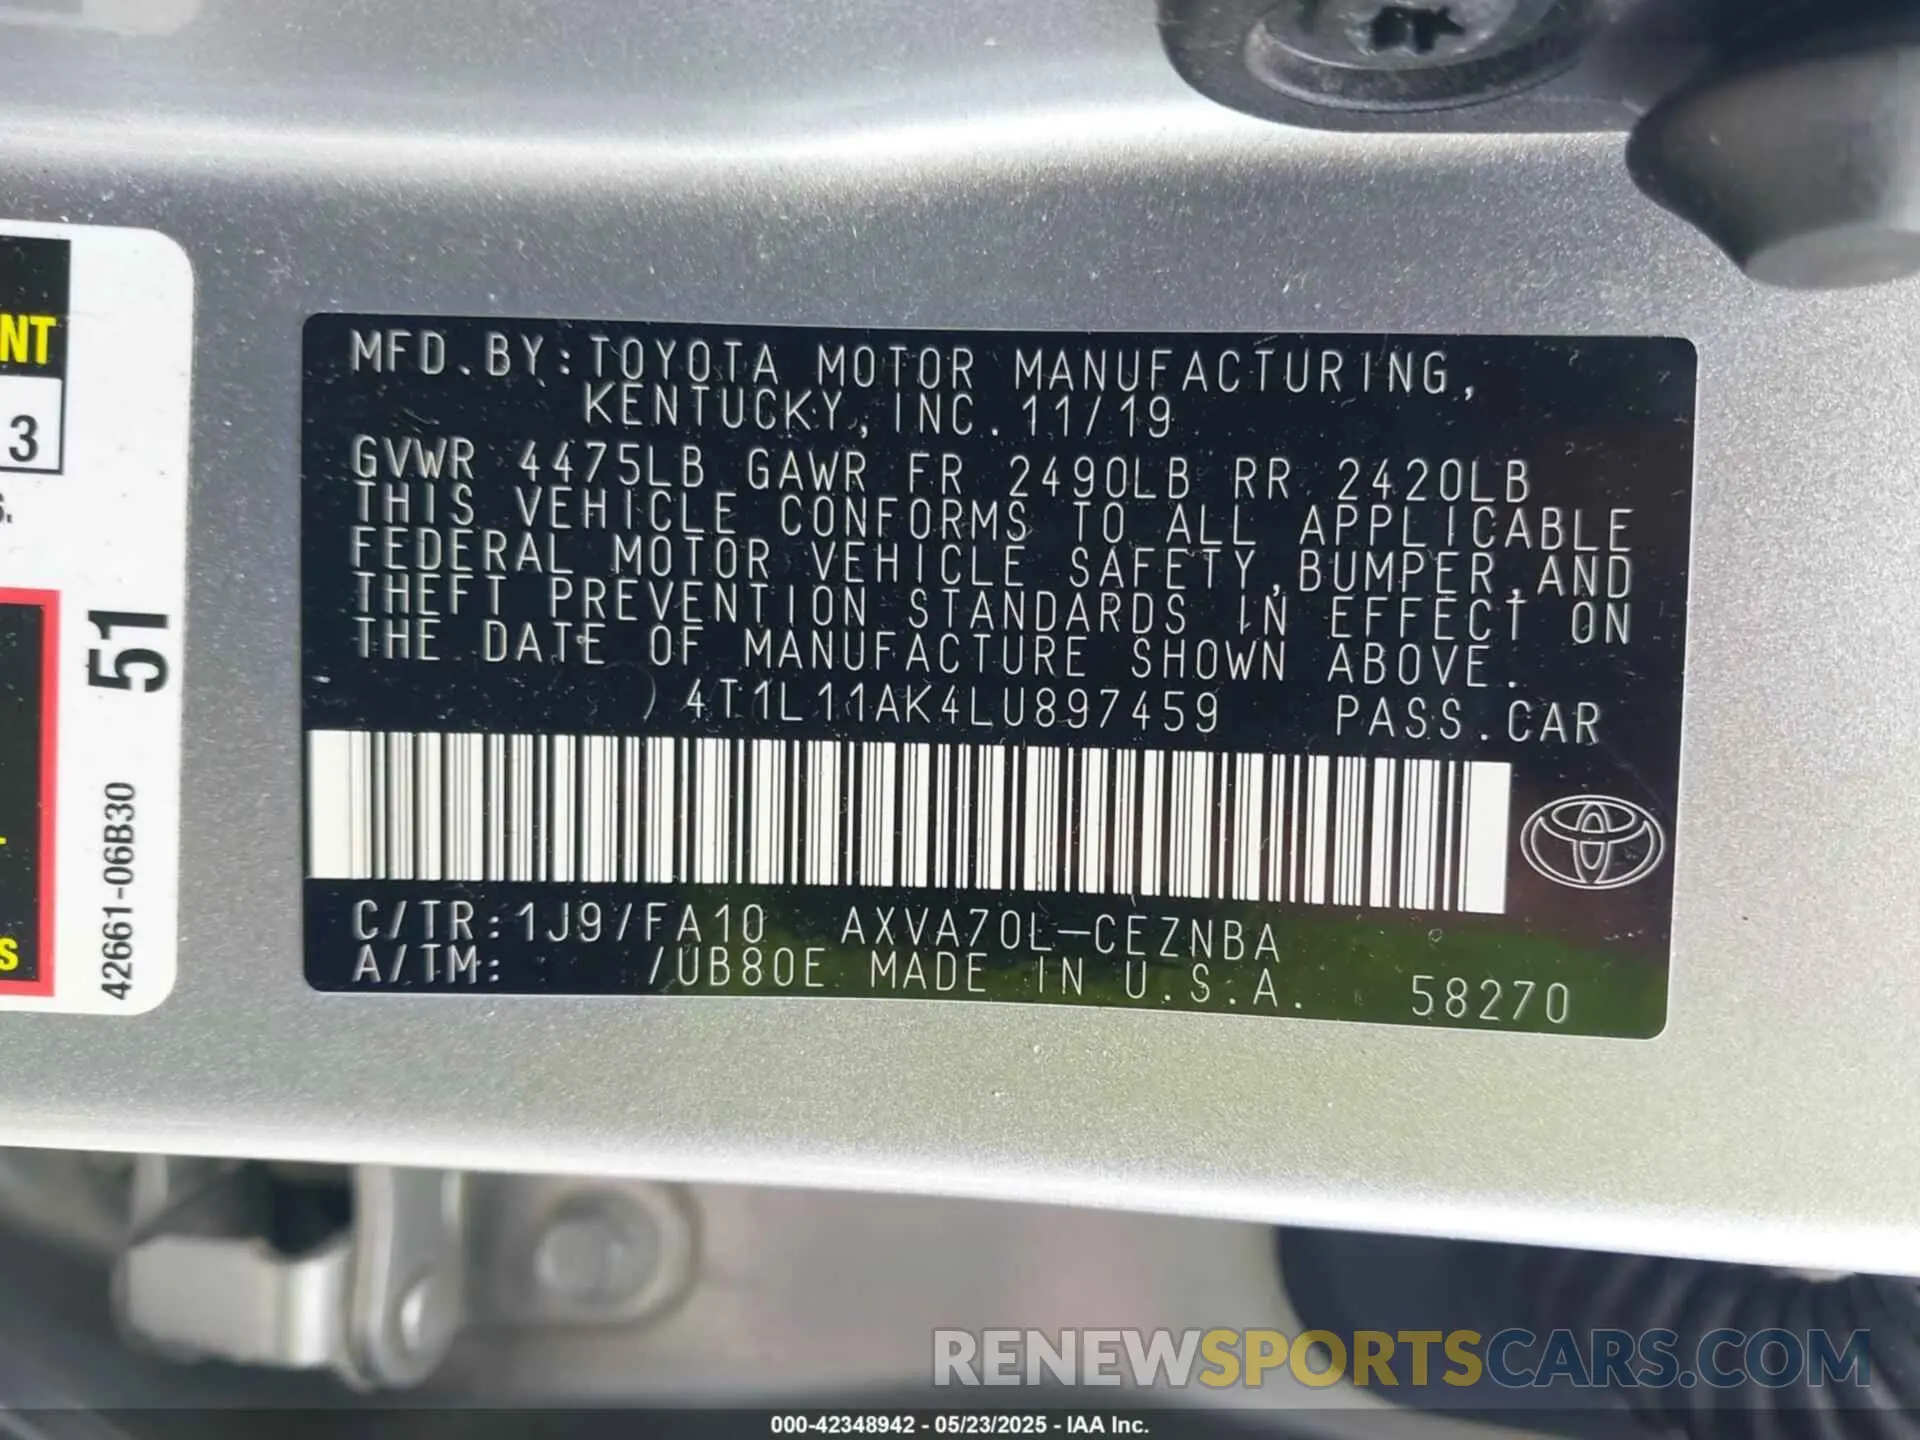 MFD.BY:TOYOTA MOTOR MANUFACTURING,
KENTUCKY,INC. 11/19
GVWR 4475LB GAWR FR 2490LB RR 2420LB
THIS VEHICLE CONFORMS TO ALL APPLICABLE
FEDERAL MOTOR VEHICLE SAFETY,BUMPER,AND
THEFT PREVENTION STANDARDS IN EFFECT ON
THE DATE OF MANUFACTURE SHOWN ABOVE.
4T1L11AK4LU897459 PASS.CAR
C/TR:1J9/FA10 AXVA70L-CEZNBA
A/TM: /UB80E MADE IN U.S.A. 58270
NT
3
S.
51
42661-06B30
S
RENEWSPORTSCARS.COM
000-42348942 - 05/23/2025 - IAA Inc.